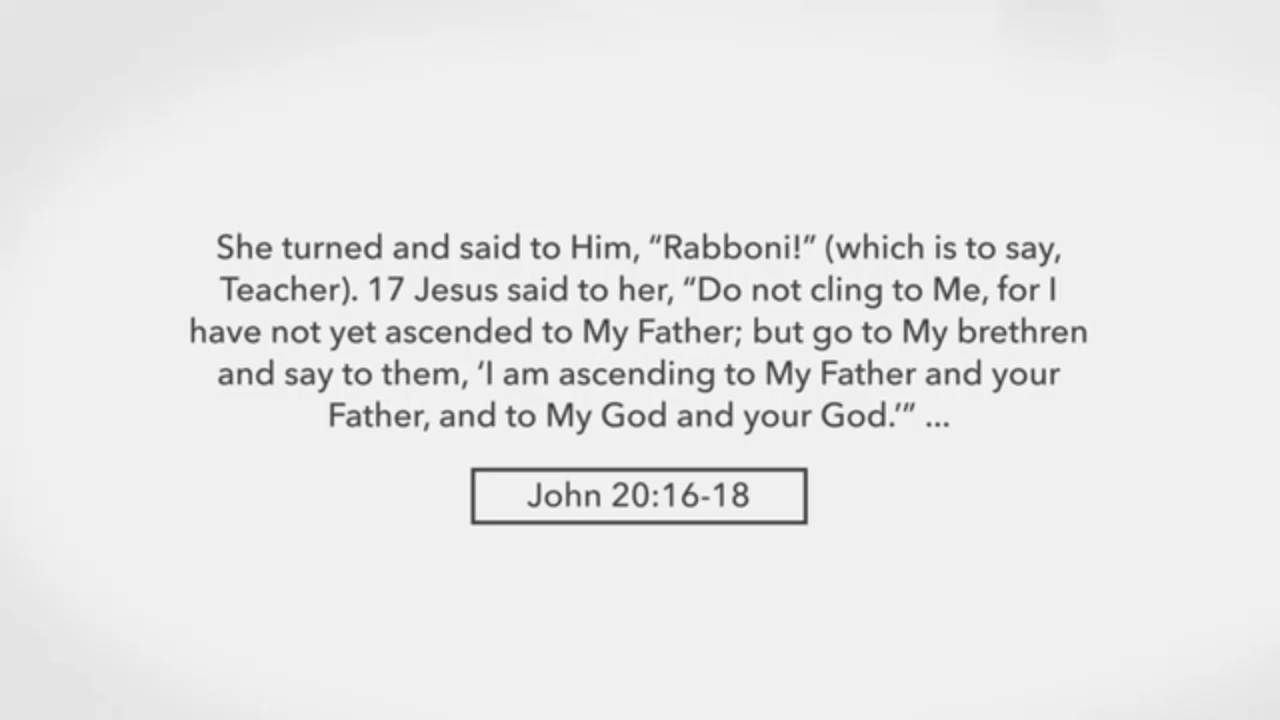 She turned and said to Him, “Rabboni!” (which is to say,
Teacher). 17 Jesus said to her, “Do not cling to Me, for I
have not yet ascended to My Father; but go to My brethren
and say to them, ‘I am ascending to My Father and your
Father, and to My God and your God.’” ...
John 20:16-18